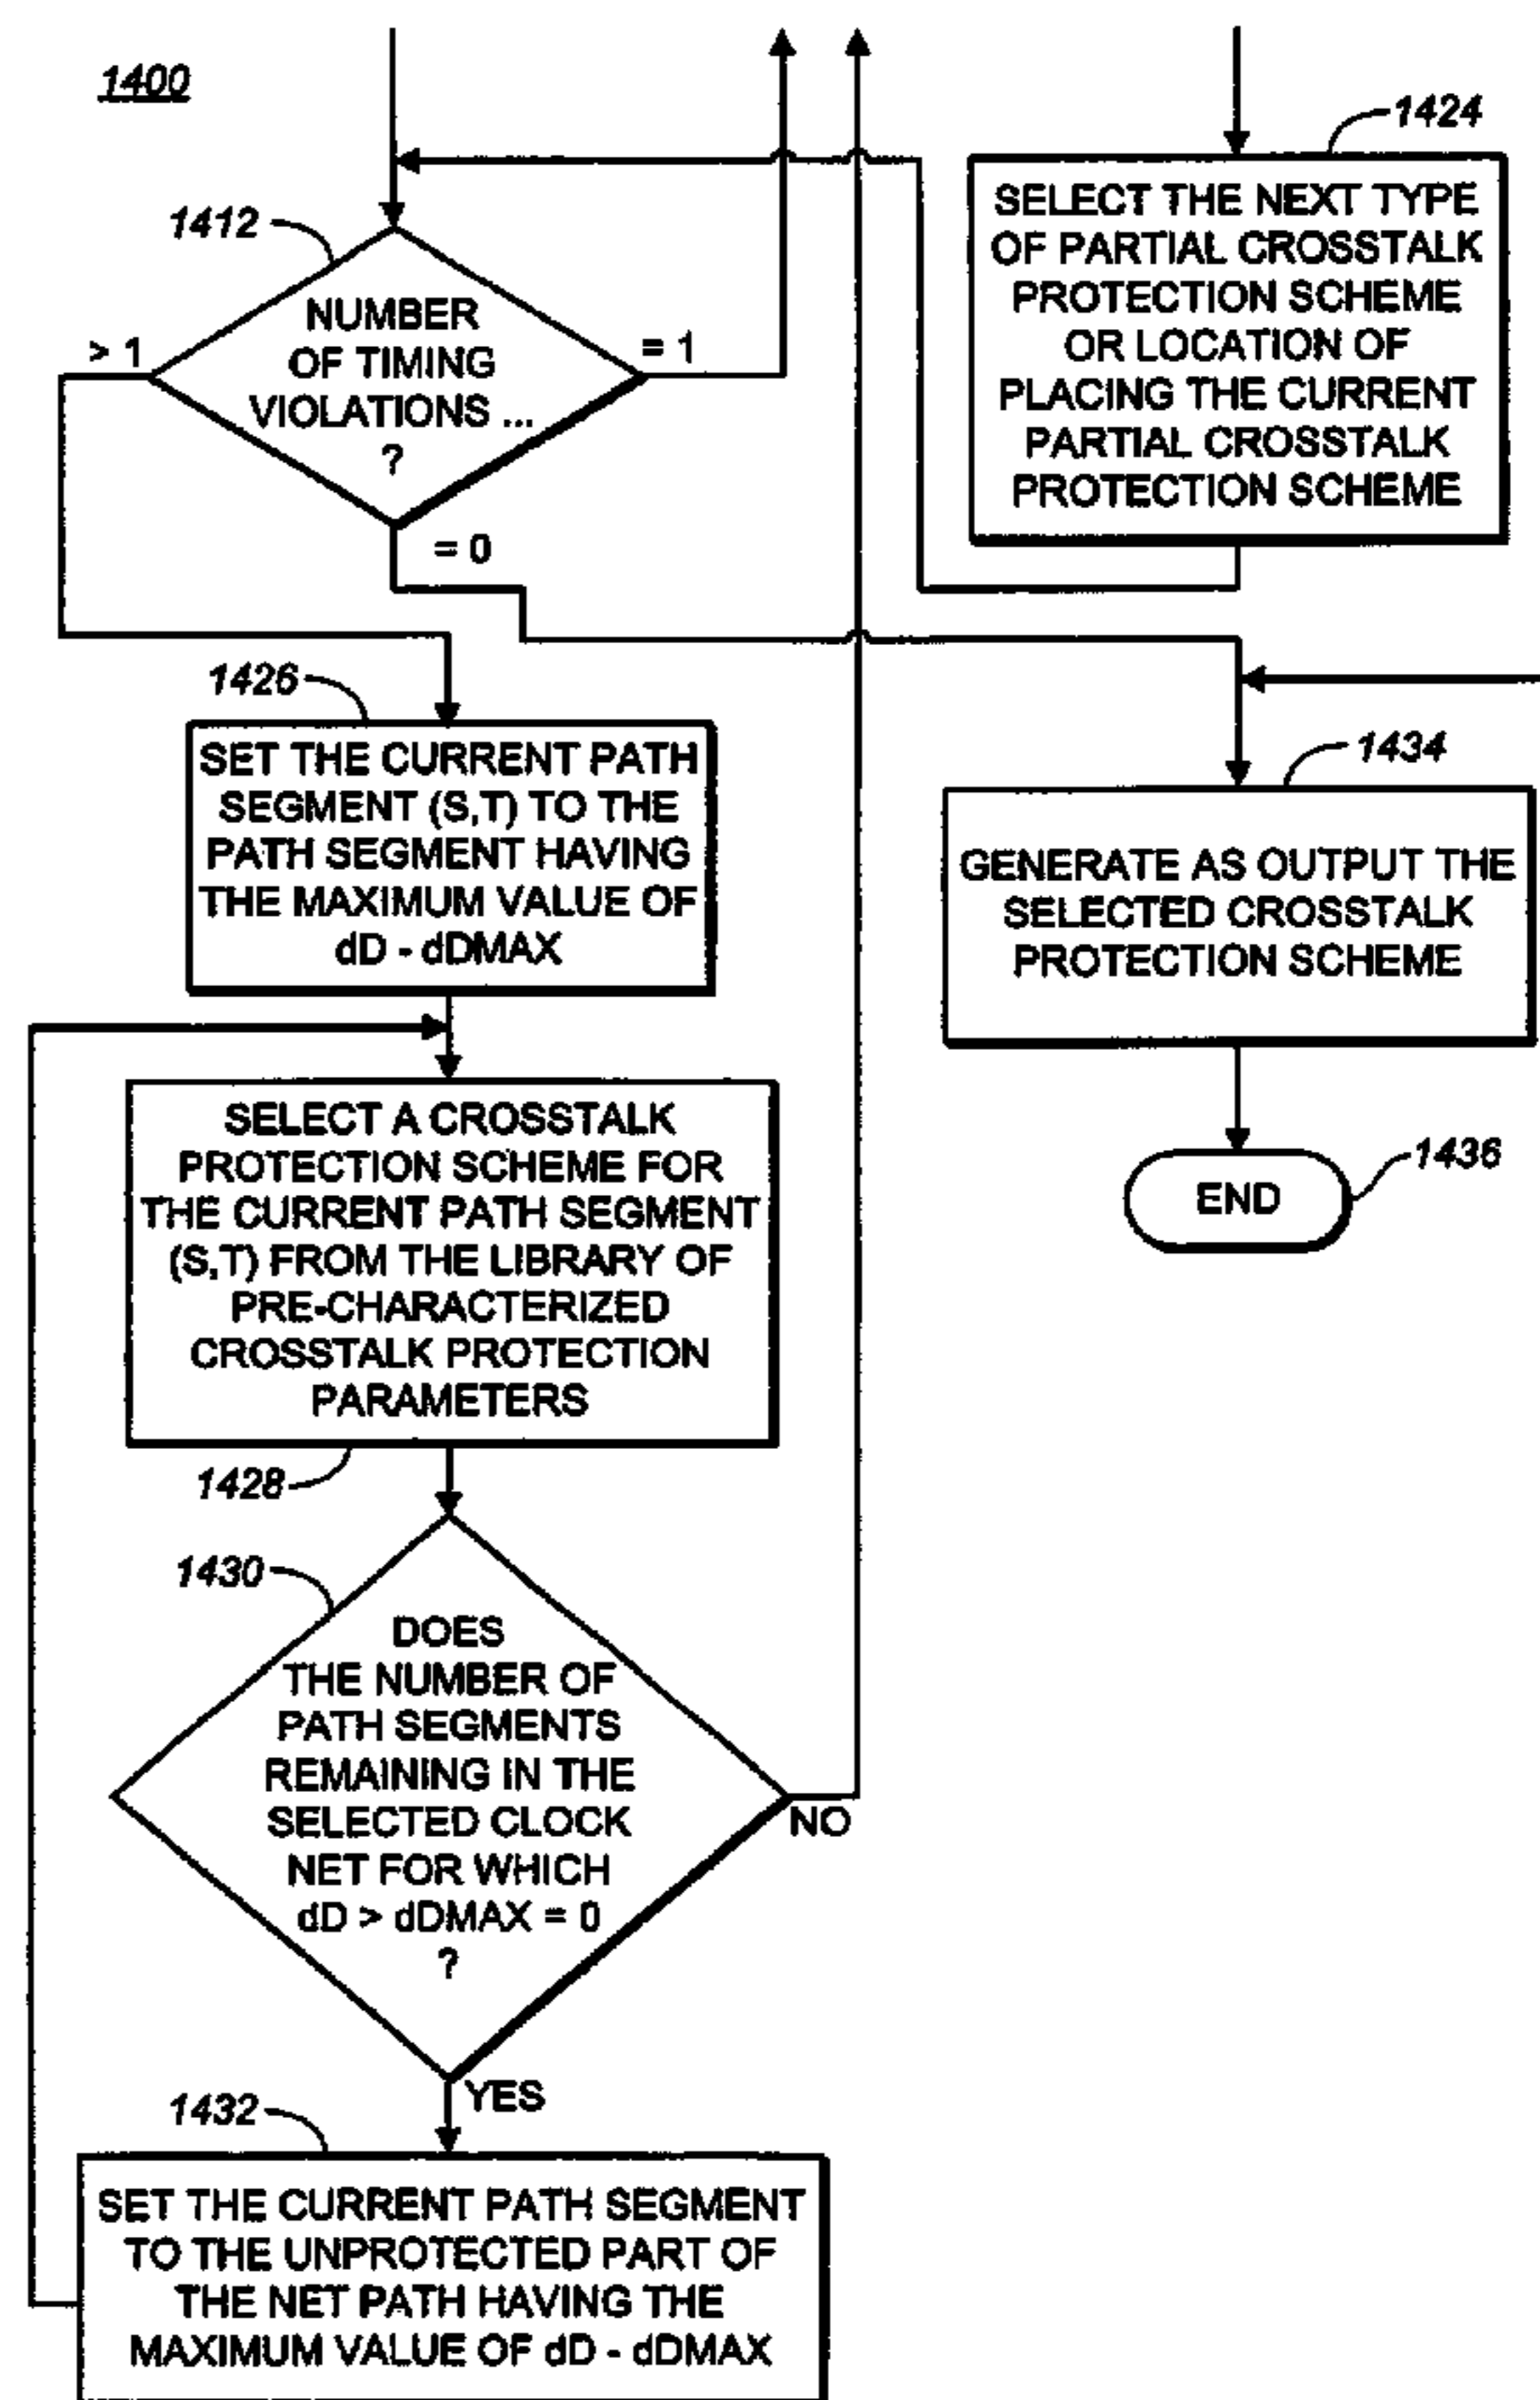 1400
1412
NUMBER
OF TIMING
VIOLATIONS ...
?
> 1
= 1
= 0
1424
SELECT THE NEXT TYPE
OF PARTIAL CROSSTALK
PROTECTION SCHEME
OR LOCATION OF
PLACING THE CURRENT
PARTIAL CROSSTALK
PROTECTION SCHEME
1426
SET THE CURRENT PATH
SEGMENT (S,T) TO THE
PATH SEGMENT HAVING
THE MAXIMUM VALUE OF
dD - dDMAX
1434
GENERATE AS OUTPUT THE
SELECTED CROSSTALK
PROTECTION SCHEME
1436
END
SELECT A CROSSTALK
PROTECTION SCHEME FOR
THE CURRENT PATH SEGMENT
(S,T) FROM THE LIBRARY OF
PRE-CHARACTERIZED
CROSSTALK PROTECTION
PARAMETERS
1428
1430
DOES
THE NUMBER OF
PATH SEGMENTS
REMAINING IN THE
SELECTED CLOCK
NET FOR WHICH
dD > dDMAX = 0
?
NO
YES
1432
SET THE CURRENT PATH SEGMENT
TO THE UNPROTECTED PART OF
THE NET PATH HAVING THE
MAXIMUM VALUE OF dD - dDMAX